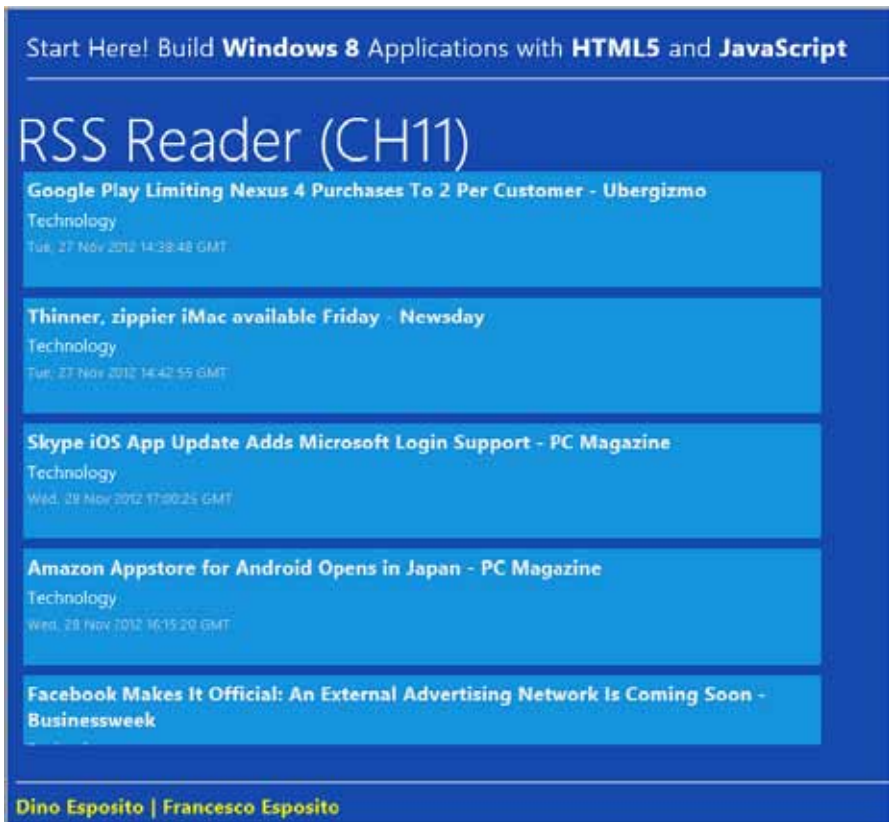 Start Here! Build Windows 8 Applications with HTML5 and JavaScript
RSS Reader (CH11)
Google Play Limiting Nexus 4 Purchases To 2 Per Customer - Ubergizmo
Technology
Tue, 27 Nov 2012 14:38:48 GMT
Thinner, zippier iMac available Friday - Newsday
Technology
Tue, 27 Nov 2012 14:42:55 GMT
Skype iOS App Update Adds Microsoft Login Support - PC Magazine
Technology
Wed, 28 Nov 2012 17:00:25 GMT
Amazon Appstore for Android Opens in Japan - PC Magazine
Technology
Wed, 28 Nov 2012 16:15:20 GMT
Facebook Makes It Official: An External Advertising Network Is Coming Soon -
Businessweek
Dino Esposito | Francesco Esposito